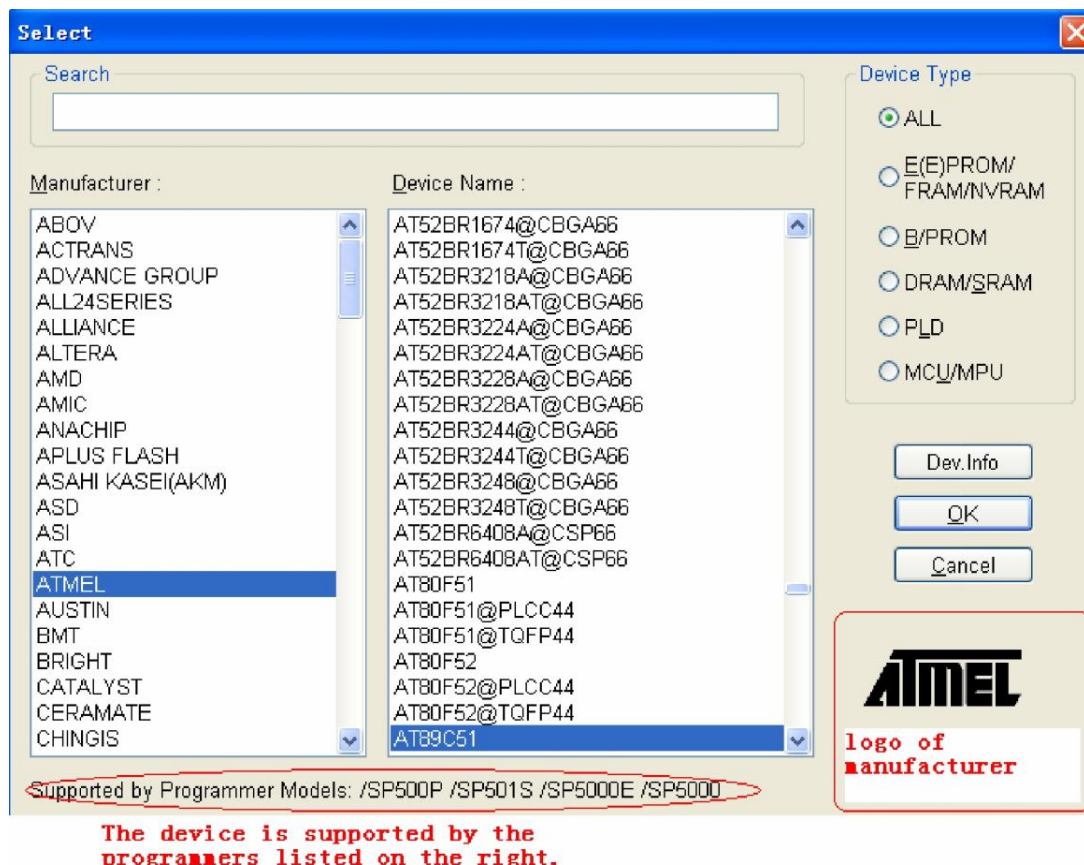 Select
Search
Manufacturer :
ABOV
ACTRANS
ADVANCE GROUP
ALL24SERIES
ALLIANCE
ALTERA
AMD
AMIC
ANACHIP
APLUS FLASH
ASAHI KASEI(AKM)
ASD
ASI
ATC
ATMEL
AUSTIN
BMT
BRIGHT
CATALYST
CERAMATE
CHINGIS
Device Name :
AT52BR1674@CBGA66
AT52BR1674T@CBGA66
AT52BR3218A@CBGA66
AT52BR3218AT@CBGA66
AT52BR3224A@CBGA66
AT52BR3224AT@CBGA66
AT52BR3228A@CBGA66
AT52BR3228AT@CBGA66
AT52BR3244@CBGA66
AT52BR3244T@CBGA66
AT52BR3248@CBGA66
AT52BR3248T@CBGA66
AT52BR6408A@CSP66
AT52BR6408AT@CSP66
AT80F51
AT80F51@PLCC44
AT80F51@TQFP44
AT80F52
AT80F52@PLCC44
AT80F52@TQFP44
AT89C51
Device Type
ALL
E(E)PROM/
FRAM/NVRAM
B/PROM
DRAM/SRAM
PLD
MCU/MPU
Dev.Info
OK
Cancel
ATMEL
logo of
manufacturer
Supported by Programmer Models: /SP500P /SP501S /SP5000E /SP5000
The device is supported by the
programmers listed on the right.